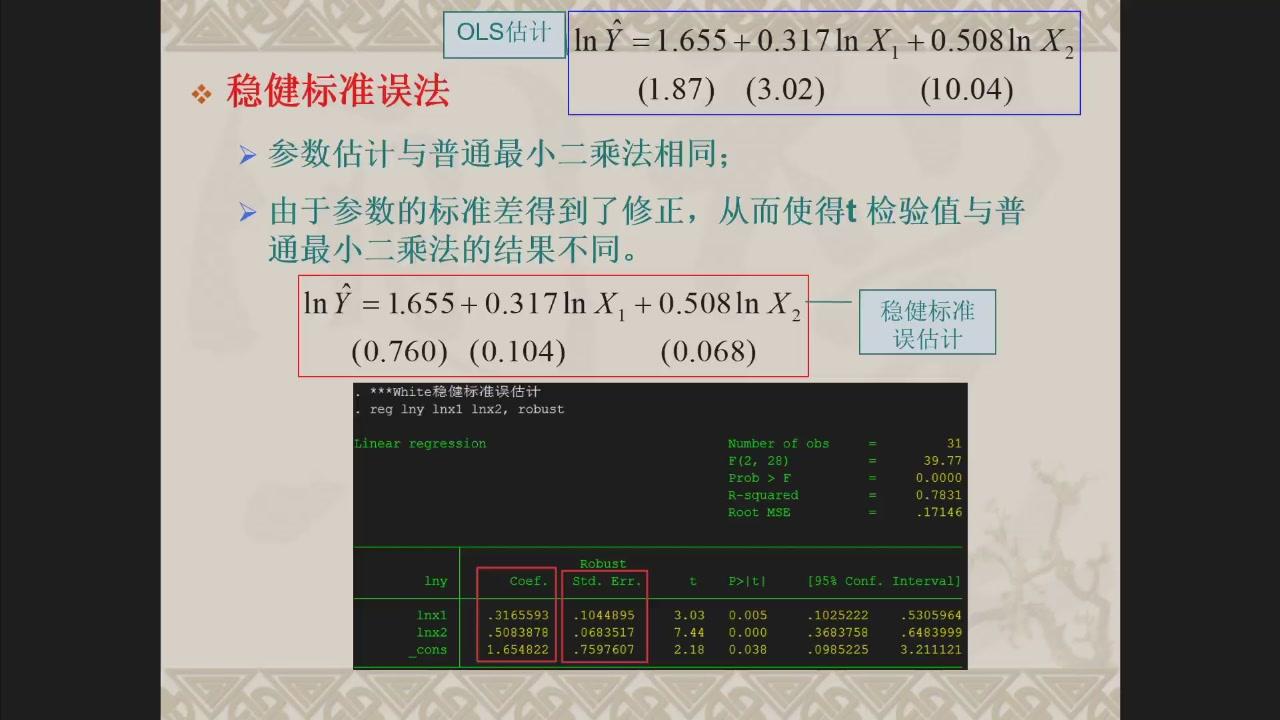 OLS估计
ln Ŷ = 1.655 + 0.317 ln X₁ + 0.508 ln X₂
(1.87) (3.02) (10.04)
稳健标准误法
参数估计与普通最小二乘法相同；
由于参数的标准差得到了修正，从而使得t 检验值与普
通最小二乘法的结果不同。
ln Ŷ = 1.655 + 0.317 ln X₁ + 0.508 ln X₂
(0.760) (0.104) (0.068)
稳健标准
误估计
. ***White稳健标准误估计
. reg lny lnx1 lnx2, robust
Linear regression Number of obs = 31
F(2, 28) = 39.77
Prob > F = 0.0000
R-squared = 0.7831
Root MSE = .17146
Robust
lny Coef. Std. Err. t P>|t| [95% Conf. Interval]
lnx1 .3165593 .1044895 3.03 0.005 .1025222 .5305964
lnx2 .5083878 .0683517 7.44 0.000 .3683758 .6483999
_cons 1.654822 .7597607 2.18 0.038 .0985225 3.211121